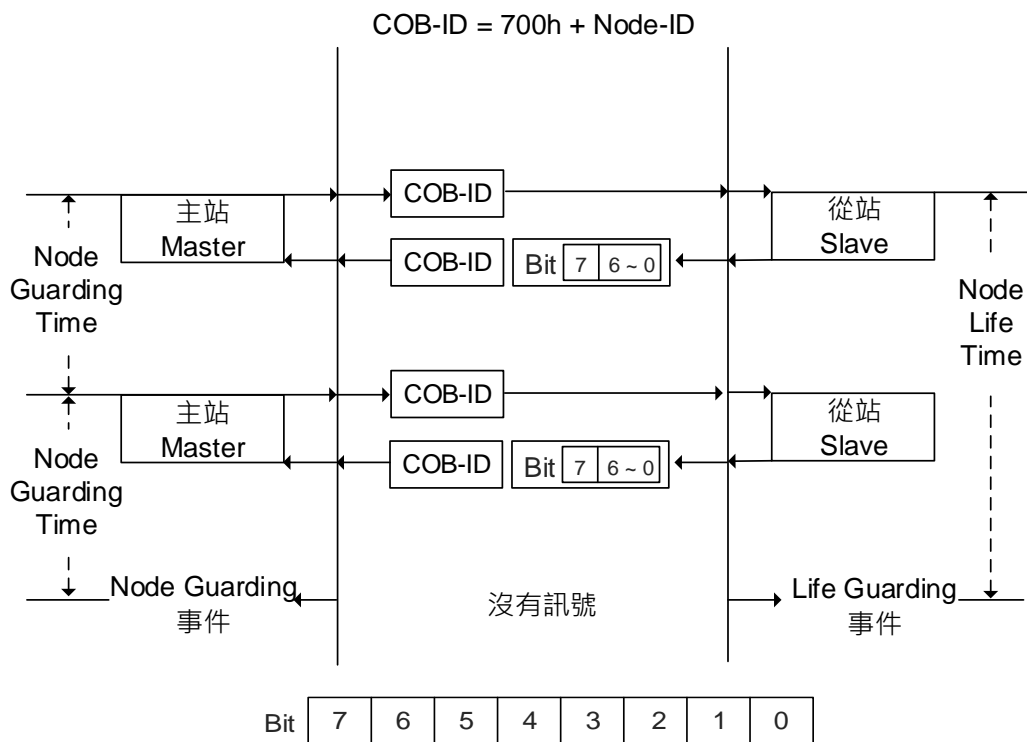 COB-ID = 700h + Node-ID
COB-ID
主站
Master
從站
Slave
COB-ID
Bit 7 6 ~ 0
Node
Guarding
Time
Node
Life
Time
COB-ID
主站
Master
從站
Slave
COB-ID
Bit 7 6 ~ 0
Node
Guarding
Time
Node Guarding
事件
沒有訊號
Life Guarding
事件
Bit 7 6 5 4 3 2 1 0